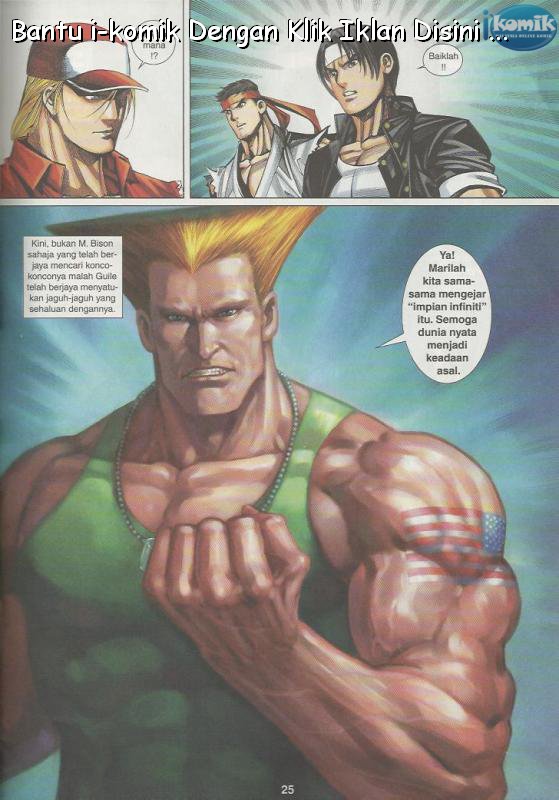 Bantu i-komik Dengan Klik Iklan Disini ...
ikomik
mana
!?
Baiklah
!!
Kini, bukan M. Bison
sahaja yang telah ber-
jaya mencari konco-
konconya malah Guile
telah berjaya menyatu-
kan jaguh-jaguh yang
sehaluan dengannya.
Ya!
Marilah
kita sama-
sama mengejar
“impian infiniti”
itu. Semoga
dunia nyata
menjadi
keadaan
asal.
25